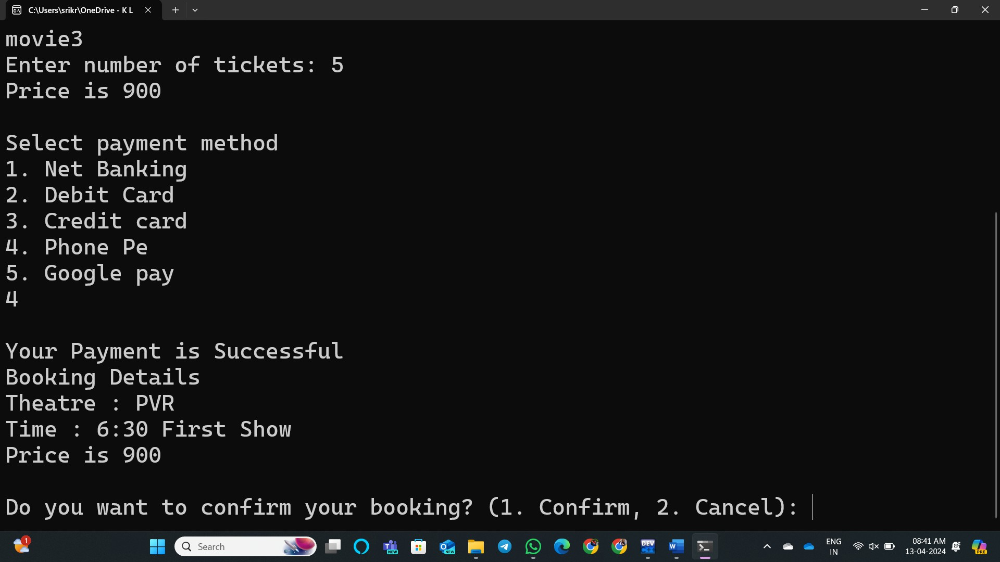 C:\Users\srikr\OneDrive - K L
movie3
Enter number of tickets: 5
Price is 900
Select payment method
1. Net Banking
2. Debit Card
3. Credit card
4. Phone Pe
5. Google pay
4
Your Payment is Successful
Booking Details
Theatre : PVR
Time : 6:30 First Show
Price is 900
Do you want to confirm your booking? (1. Confirm, 2. Cancel):
1
Search
NEW
NEW
DEV
ENG
IN
08:41 AM
13-04-2024
PRE